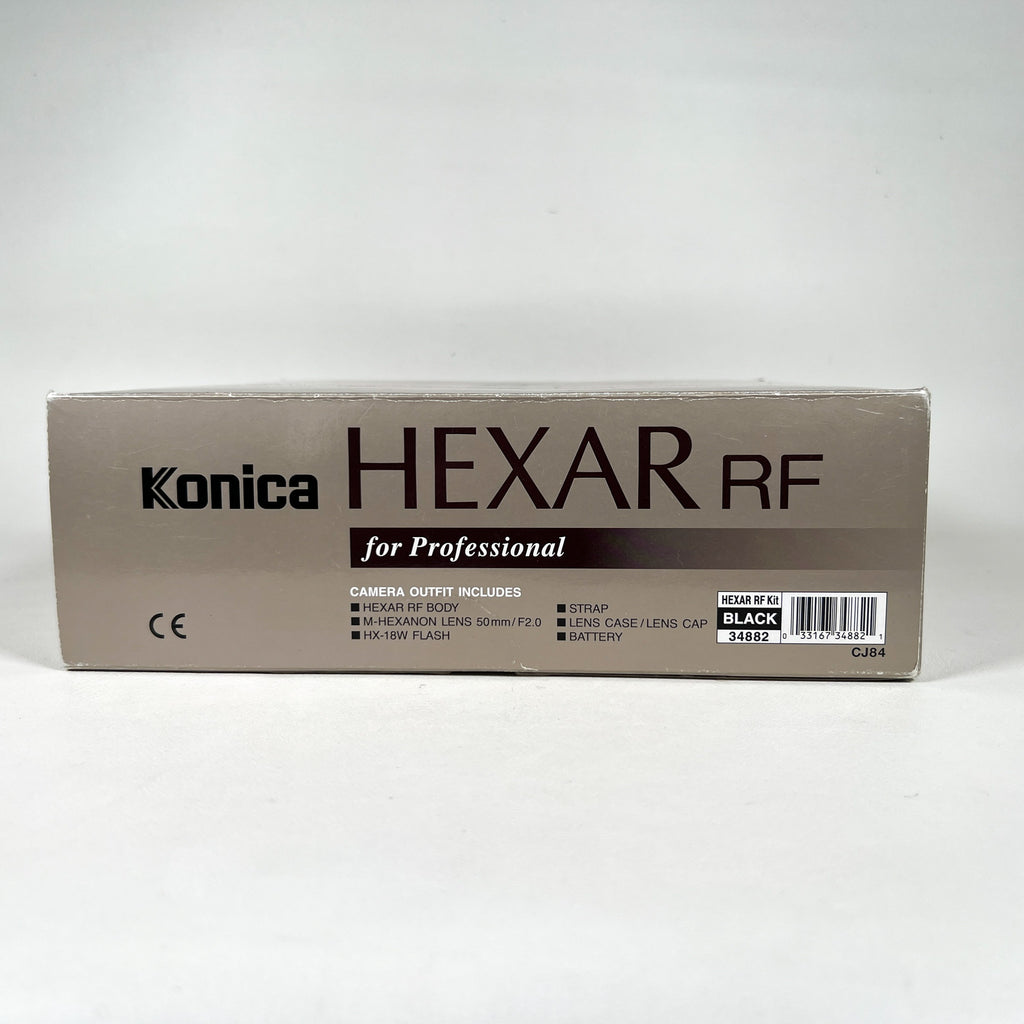 Konica HEXAR RF
for Professional
CAMERA OUTFIT INCLUDES
■ HEXAR RF BODY
■ M-HEXANON LENS 50mm/F2.0
■ HX-18W FLASH
■ STRAP
■ LENS CASE/LENS CAP
■ BATTERY
CE
HEXAR RF Kit
BLACK
34882
0 33167 34882 1
CJ84